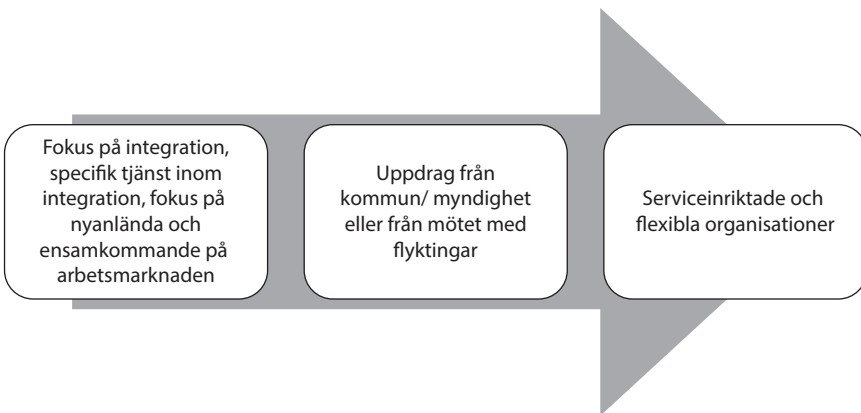 Fokus på integration,
specifik tjänst inom
integration, fokus på
nyanlända och
ensamkommande på
arbetsmarknaden
Uppdrag från
kommun/ myndighet
eller från mötet med
flyktingar
Serviceinriktade och
flexibla organisationer